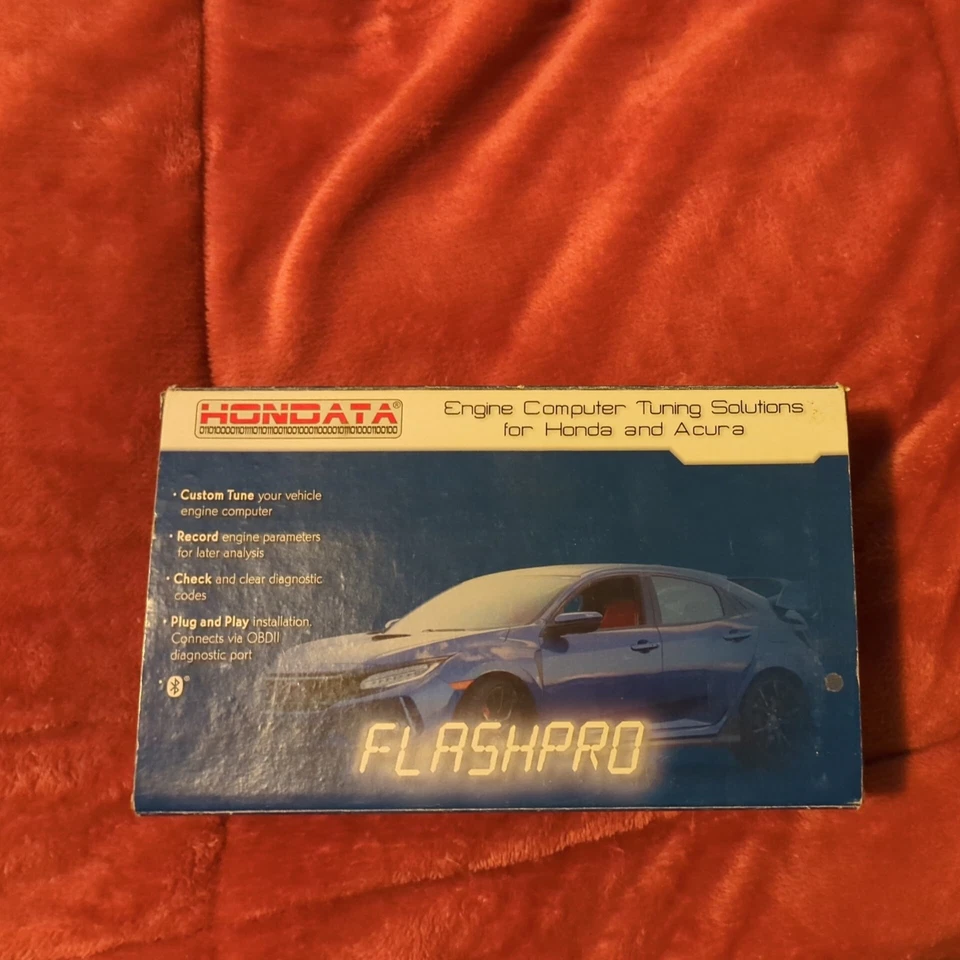 HONDATA®
Engine Computer Tuning Solutions
for Honda and Acura
· Custom Tune your vehicle
engine computer
· Record engine parameters
for later analysis
· Check and clear diagnostic
codes
· Plug and Play installation.
Connects via OBDII
diagnostic port
FLASHPRO